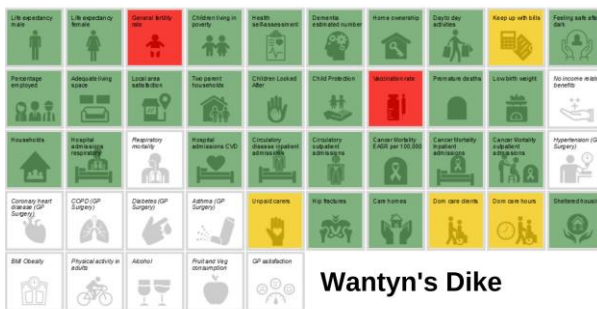 Life expectancy
male
Life expectancy
female
General fertility
rate
Children living in
poverty
Health
self-assessment
Dementia
estimated number
Home ownership
Day to day
activities
Keep up with bills
Feeling safe after
dark
Percentage
employed
Adequate living
space
Local area
satisfaction
Two parent
households
Children Looked
After
Child Protection
Vaccination rate
Premature deaths
Low birth weight
No income related
benefits
Households
Hospital
admissions
respiratory
Respiratory
mortality
Hospital
admissions CVD
Circulatory
disease inpatient
admissions
Circulatory
outpatient
admissions
Cancer Mortality
EASR per 100,000
Cancer Mortality
inpatient
admissions
Cancer Mortality
outpatient
admissions
Hypertension (GP
Surgery)
Coronary heart
disease (GP
Surgery)
COPD (GP
Surgery)
Diabetes (GP
Surgery)
Asthma (GP
Surgery)
Unpaid carers
Hip fractures
Care homes
Dom care clients
Dom care hours
Sheltered housing
BMI Obesity
Physical activity in
adults
Alcohol
Fruit and Veg
consumption
GP satisfaction
Wantyn's Dike